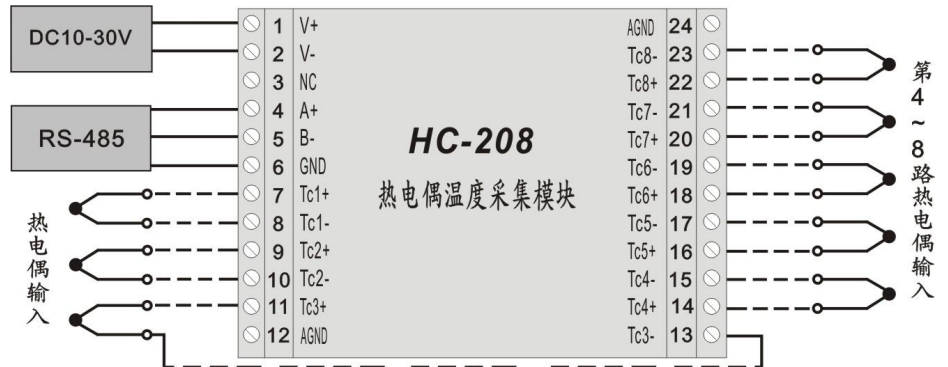 DC10-30V
RS-485
热电偶输入
1 V+
2 V-
3 NC
4 A+
5 B-
6 GND
7 Tc1+
8 Tc1-
9 Tc2+
10 Tc2-
11 Tc3+
12 AGND
HC-208
热电偶温度采集模块
AGND 24
Tc8- 23
Tc8+ 22
Tc7- 21
Tc7+ 20
Tc6- 19
Tc6+ 18
Tc5- 17
Tc5+ 16
Tc4- 15
Tc4+ 14
Tc3- 13
第4~8路热电偶输入